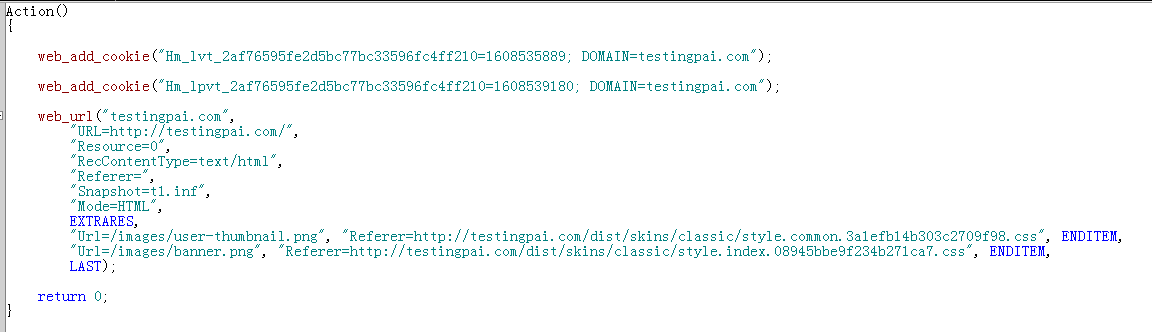 Action()
{
web_add_cookie("Hm_lvt_2af76595fe2d5bc77bc33596fc4ff210=1608535889; DOMAIN=testingpai.com");
web_add_cookie("Hm_lpvt_2af76595fe2d5bc77bc33596fc4ff210=1608539180; DOMAIN=testingpai.com");
web_url("testingpai.com",
"URL=http://testingpai.com/",
"Resource=0",
"RecContentType=text/html",
"Referer=",
"Snapshot=t1.inf",
"Mode=HTML",
EXTRARES,
"Url=/images/user-thumbnail.png", "Referer=http://testingpai.com/dist/skins/classic/style.common.3a1efb14b303c2709f98.css", ENDITEM,
"Url=/images/banner.png", "Referer=http://testingpai.com/dist/skins/classic/style.index.08945bbe9f234b271ca7.css", ENDITEM,
LAST);
return 0;
}